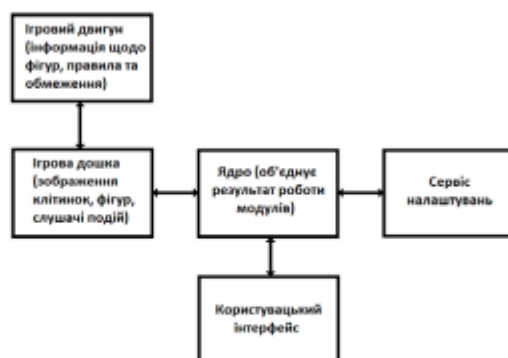 Ігровий двигун
(інформація щодо
фігур, правила та
обмеження)
Ігрова дошка
(зображення
клітинок, фігур,
слушачі подій)
Ядро (об'єднує
результат роботи
модулів)
Сервіс
налаштувань
Користувацький
інтерфейс